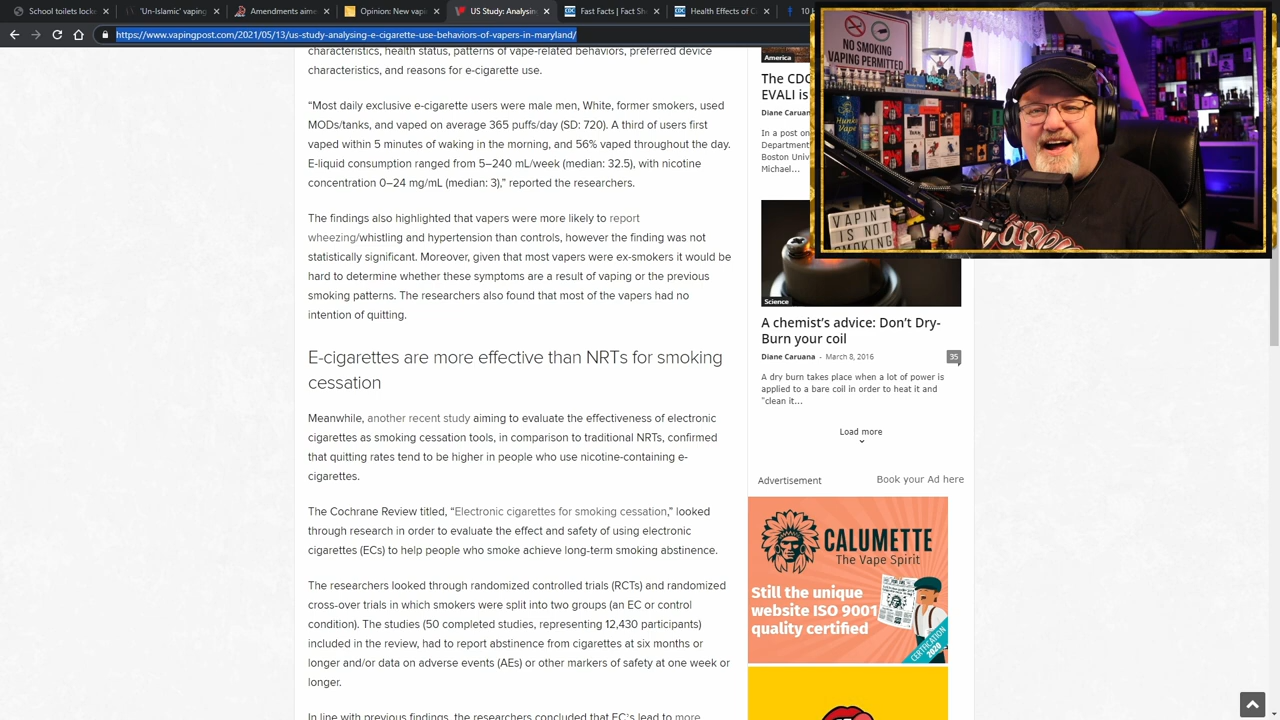 US Study Analysin
Health Effects of C
10
https://www.vapingpost.com/2021/05/19/us-study-analysing-e-cigarette-use-behaviors-of-vapers-in-maryland/
characteristics, health status, patterns of vape-related behaviors, preferred device
characteristics, and reasons for e-cigarette use.
“Most daily exclusive e-cigarette users were male men, White, former smokers, used
MODs/tanks, and vaped on average 365 puffs/day (SD: 720). A third of users first
vaped within 5 minutes of waking in the morning, and 56% vaped throughout the day.
E-liquid consumption ranged from 5–240 mL/week (median: 32.5), with nicotine
concentration 0–24 mg/mL (median: 3),” reported the researchers.
The findings also highlighted that vapers were more likely to report
wheezing/whistling and hypertension than controls, however the finding was not
statistically significant. Moreover, given that most vapers were ex-smokers it would be
hard to determine whether these symptoms are a result of vaping or the previous
smoking patterns. The researchers also found that most of the vapers had no
intention of quitting.
E-cigarettes are more effective than NRTs for smoking
cessation
Meanwhile, another recent study aiming to evaluate the effectiveness of electronic
cigarettes as smoking cessation tools, in comparison to traditional NRTs, confirmed
that quitting rates tend to be higher in people who use nicotine-containing e-
cigarettes.
The Cochrane Review titled, “Electronic cigarettes for smoking cessation,” looked
through research in order to evaluate the effect and safety of using electronic
cigarettes (ECs) to help people who smoke achieve long-term smoking abstinence.
The researchers looked through randomized controlled trials (RCTs) and randomized
cross-over trials in which smokers were split into two groups (an EC or control
condition). The studies (50 completed studies, representing 12,430 participants)
included in the review, had to report abstinence from cigarettes at six months or
longer and/or data on adverse events (AEs) or other markers of safety at one week or
longer.
In line with previous findings, the researchers concluded that EC’s lead to more
America
The CDC
EVALI is
Diane Caruan
In a post on
Department
Boston Univ
Michael...
Science
A chemist’s advice: Don’t Dry-
Burn your coil
Diane Caruana - March 8, 2016
35
A dry burn takes place when a lot of power is
applied to a bare coil in order to heat it and
"clean it...
Load more
Advertisement
Book your Ad here
CALUMETTE
The Vape Spirit
Still the unique
website ISO 9001
quality certified
CERTIFICATION
2020
NO SMOKING
VAPING PERMITTED
VAPE
Hunky
Vape
VAPIN
IS NOT
SMOKING